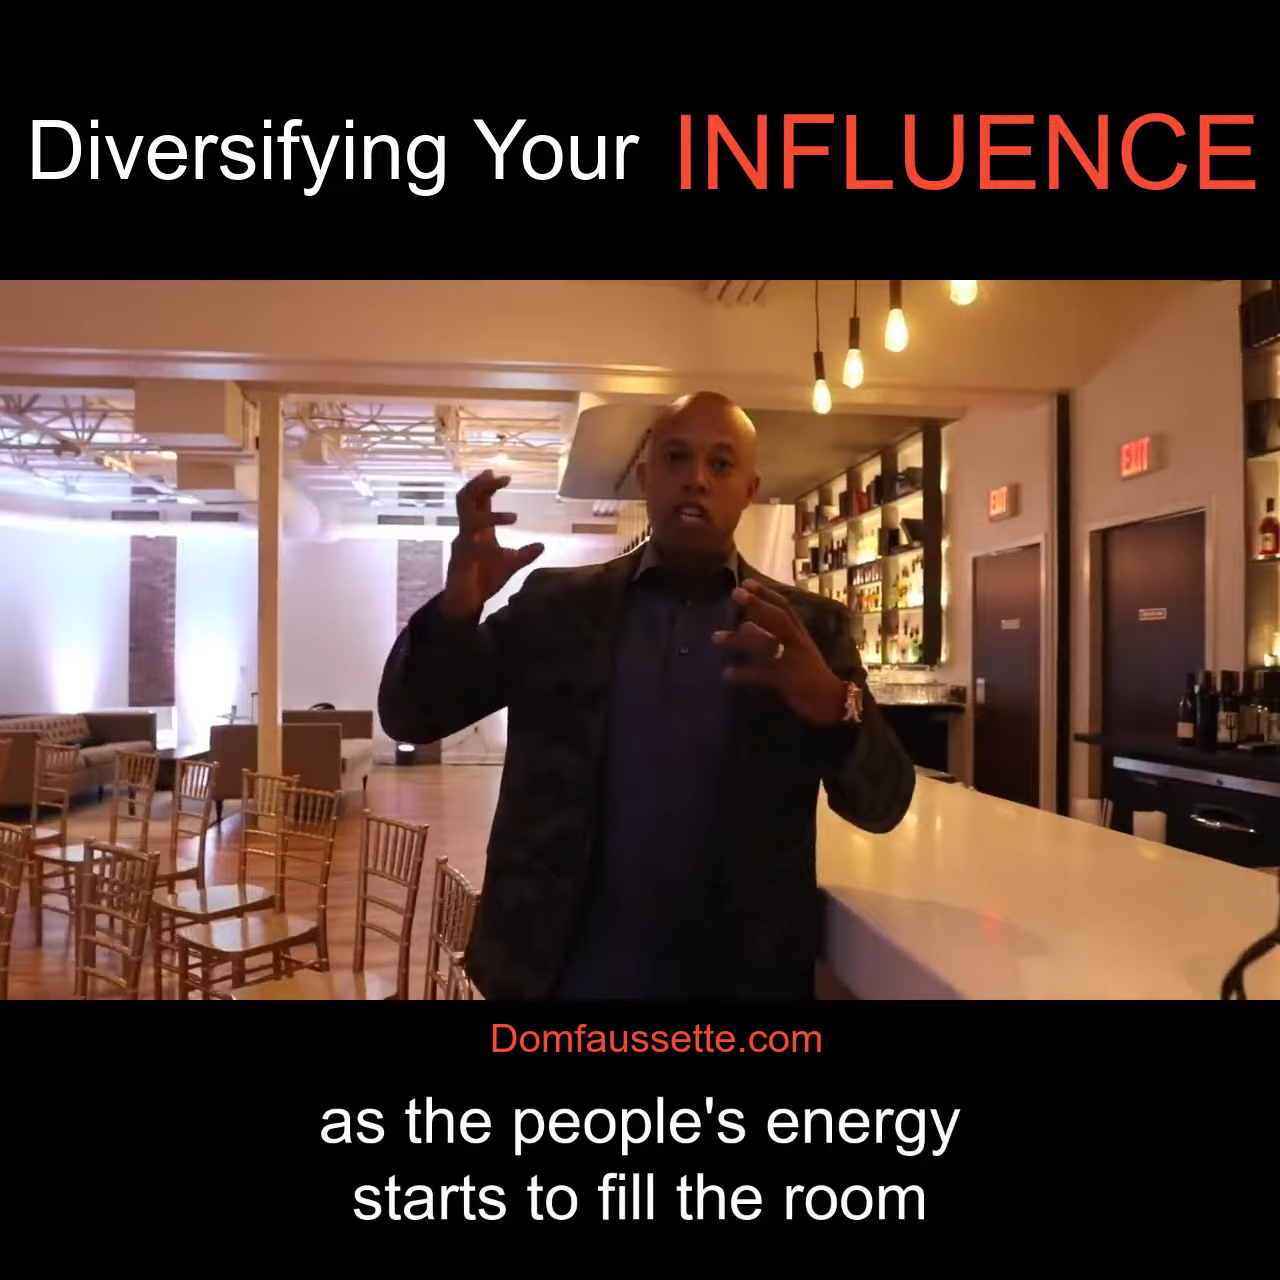 Diversifying Your INFLUENCE
EXIT
EXIT
Domfaussette.com
as the people's energy
starts to fill the room